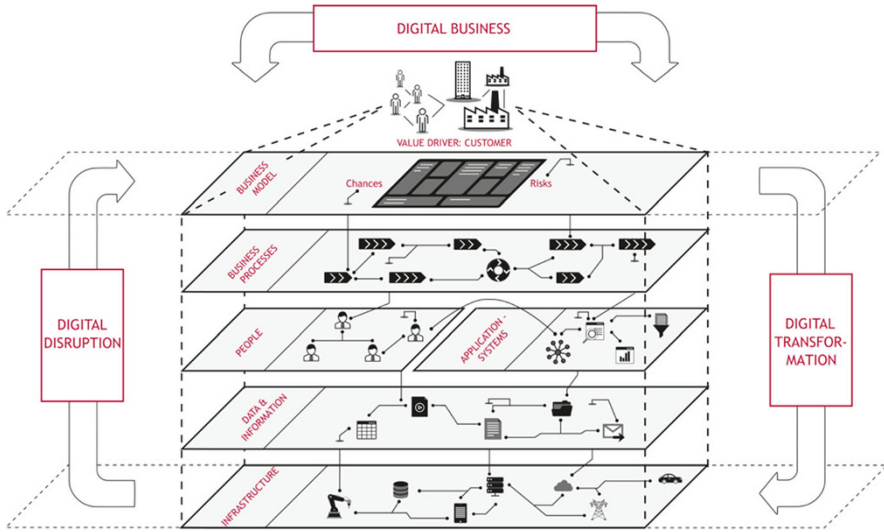 DIGITAL BUSINESS
VALUE DRIVER: CUSTOMER
BUSINESS
MODEL
Chances
Risks
BUSINESS
PROCESSES
DIGITAL
DISRUPTION
DIGITAL
TRANSFOR-
MATION
PEOPLE
APPLICATION -
SYSTEMS
DATA &
INFORMATION
INFRASTRUCTURE